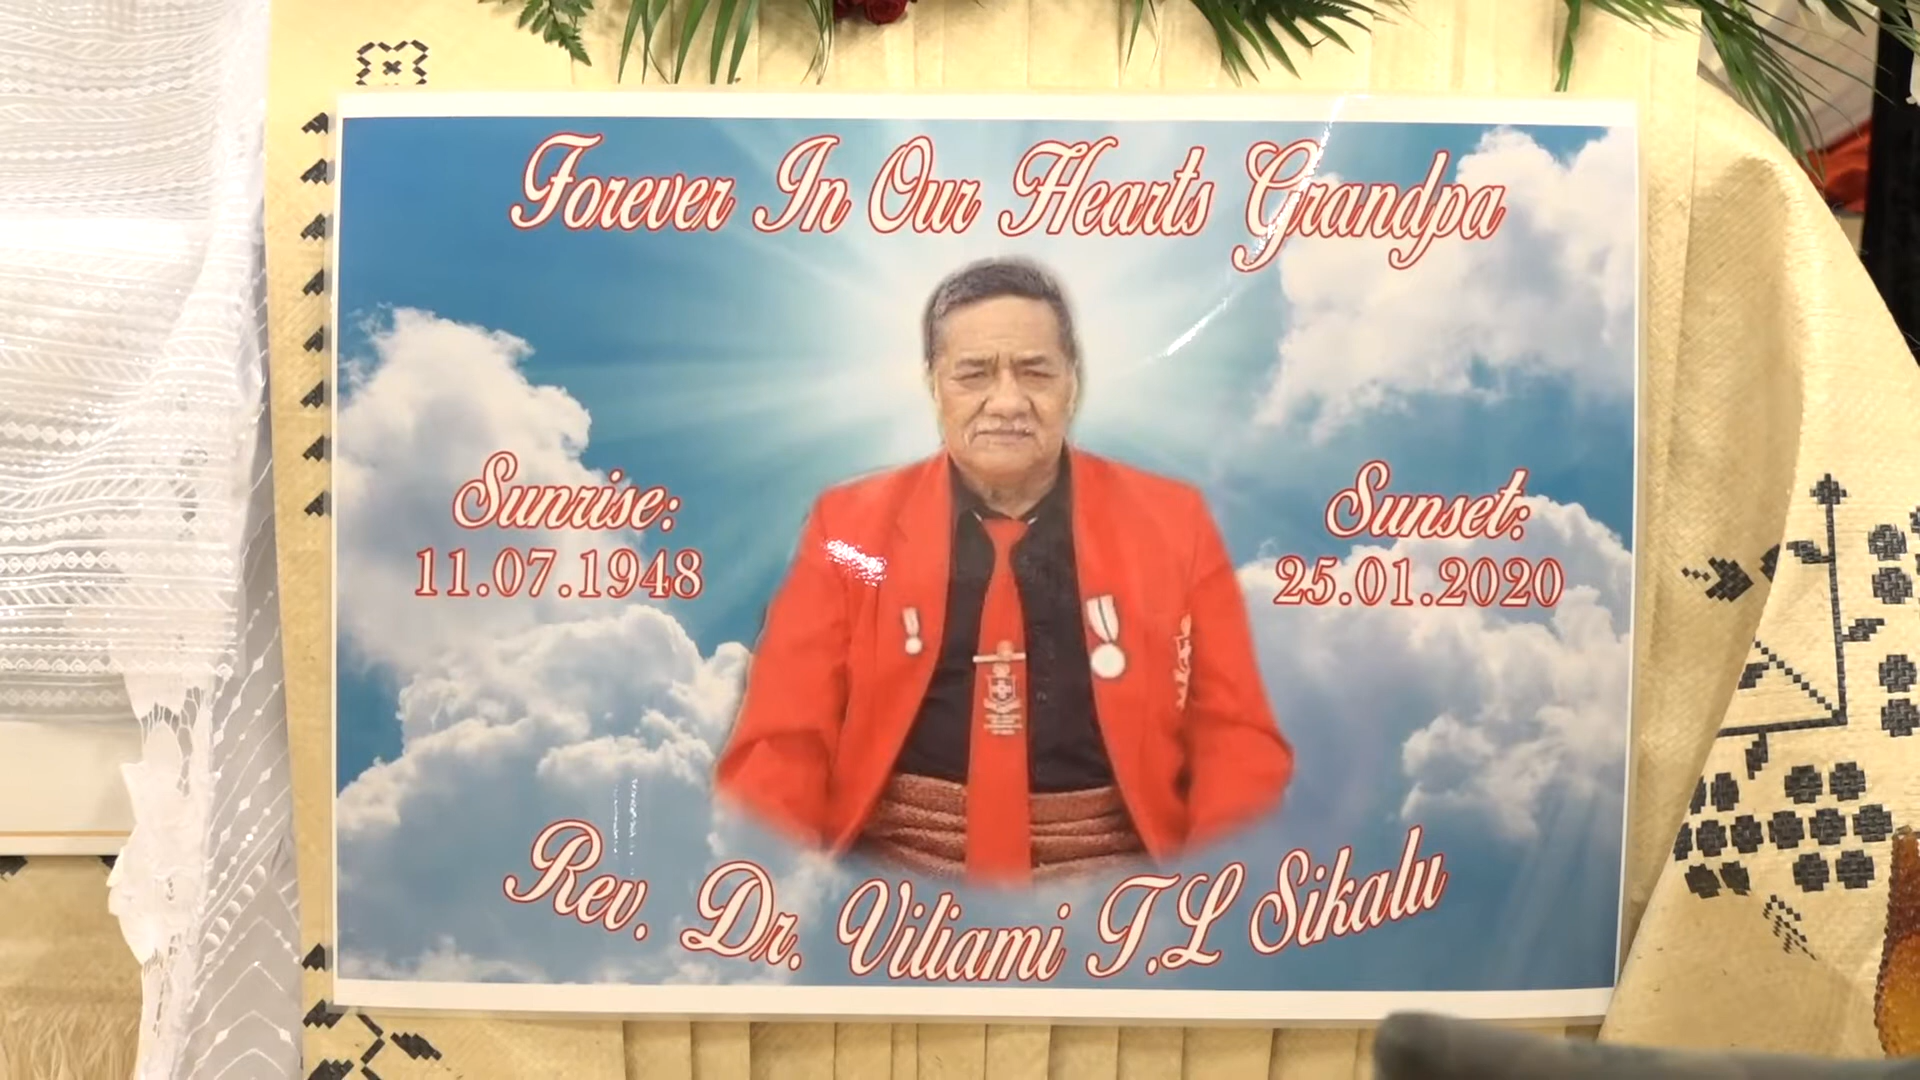 Forever In Our Hearts Grandpa
Sunrise:
11.07.1948
Sunset:
25.01.2020
Rev. Dr. Viliami T.L Sikalu